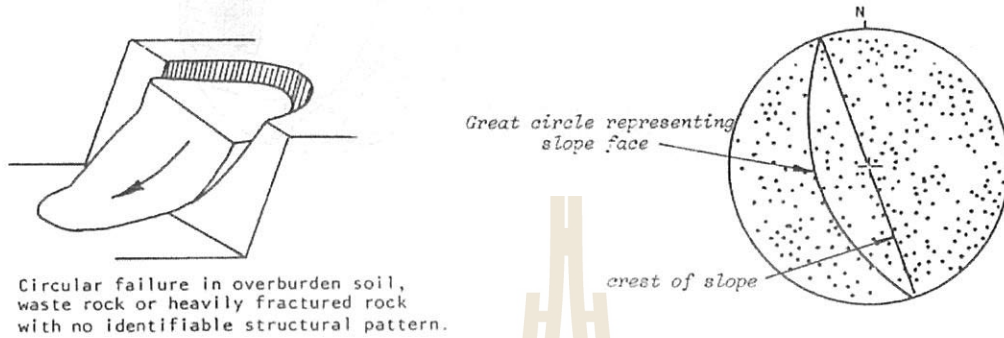 Circular failure in overburden soil,
waste rock or heavily fractured rock
with no identifiable structural pattern.
N
Great circle representing
slope face
crest of slope